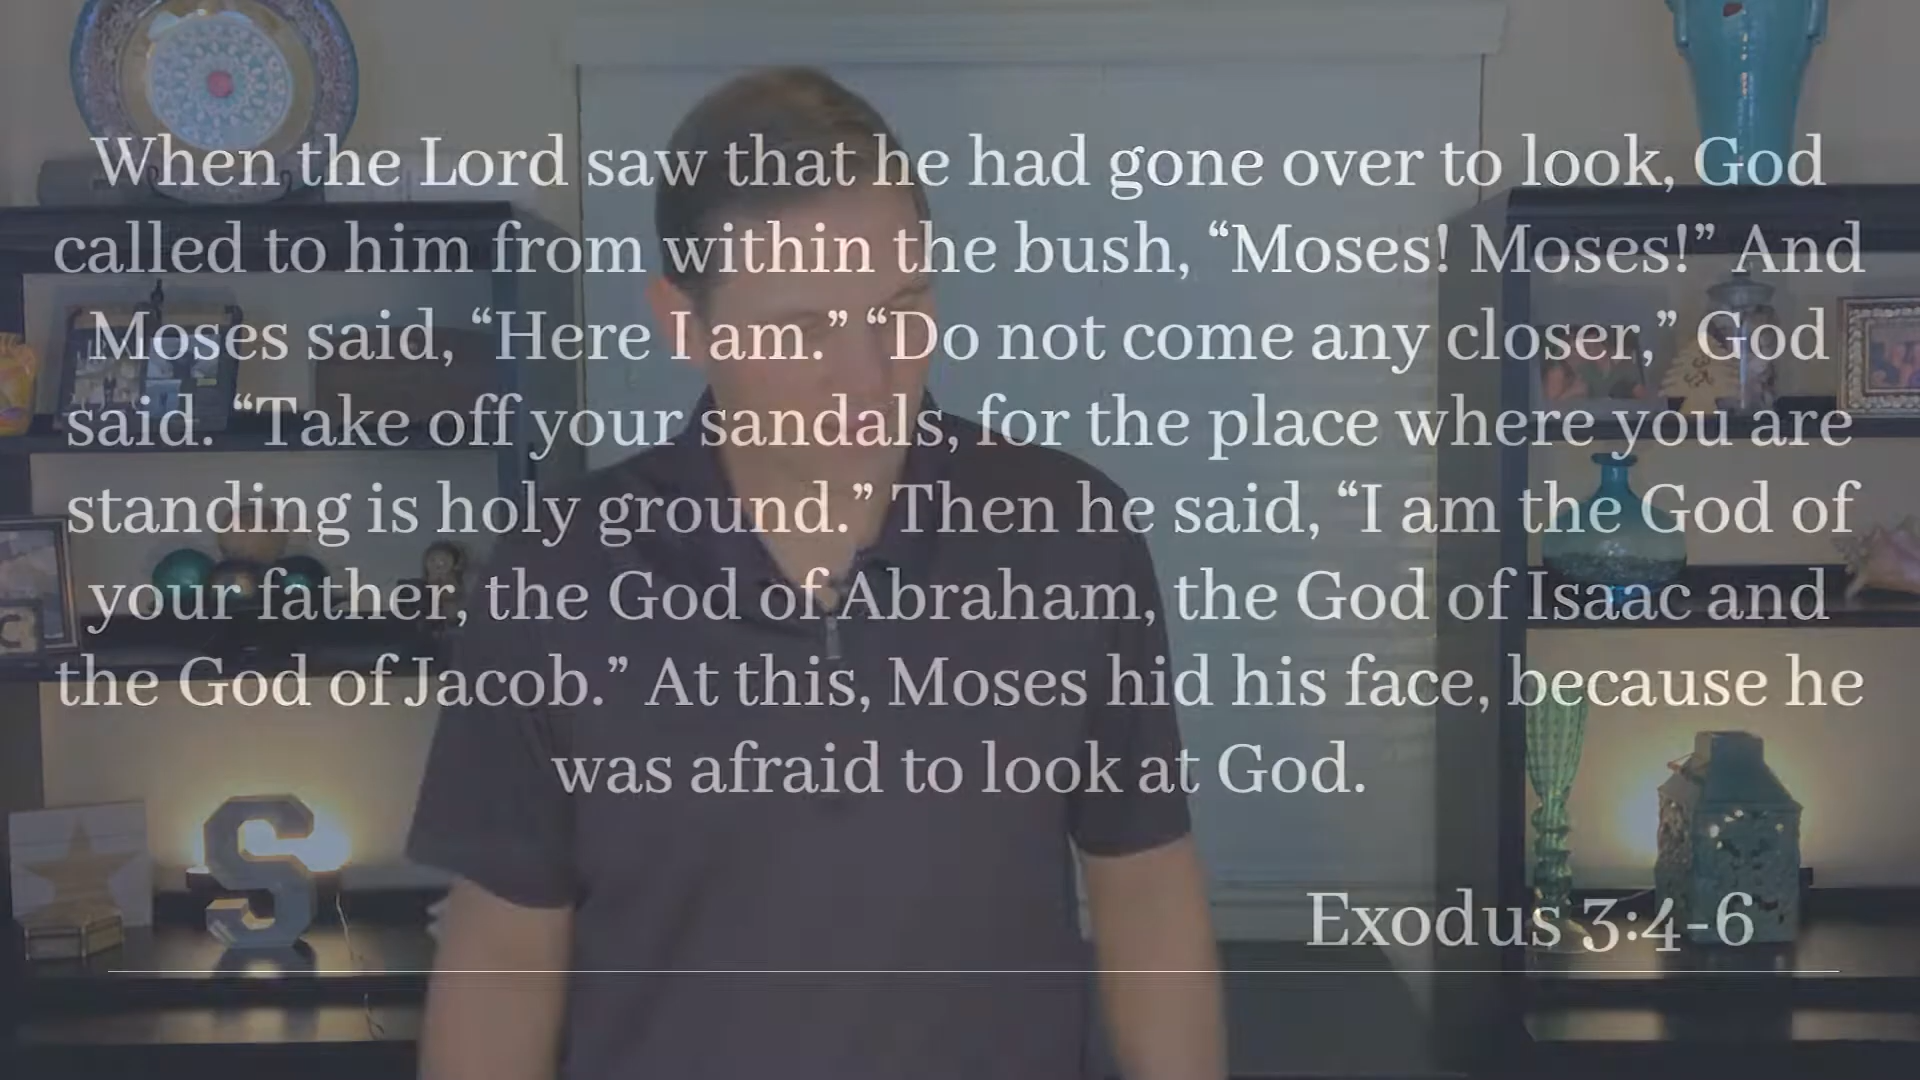 When the Lord saw that he had gone over to look, God
called to him from within the bush, “Moses! Moses!” And
Moses said, “Here I am.” “Do not come any closer,” God
said. “Take off your sandals, for the place where you are
standing is holy ground.” Then he said, “I am the God of
your father, the God of Abraham, the God of Isaac and
the God of Jacob.” At this, Moses hid his face, because he
was afraid to look at God.
S
Exodus 3:4-6